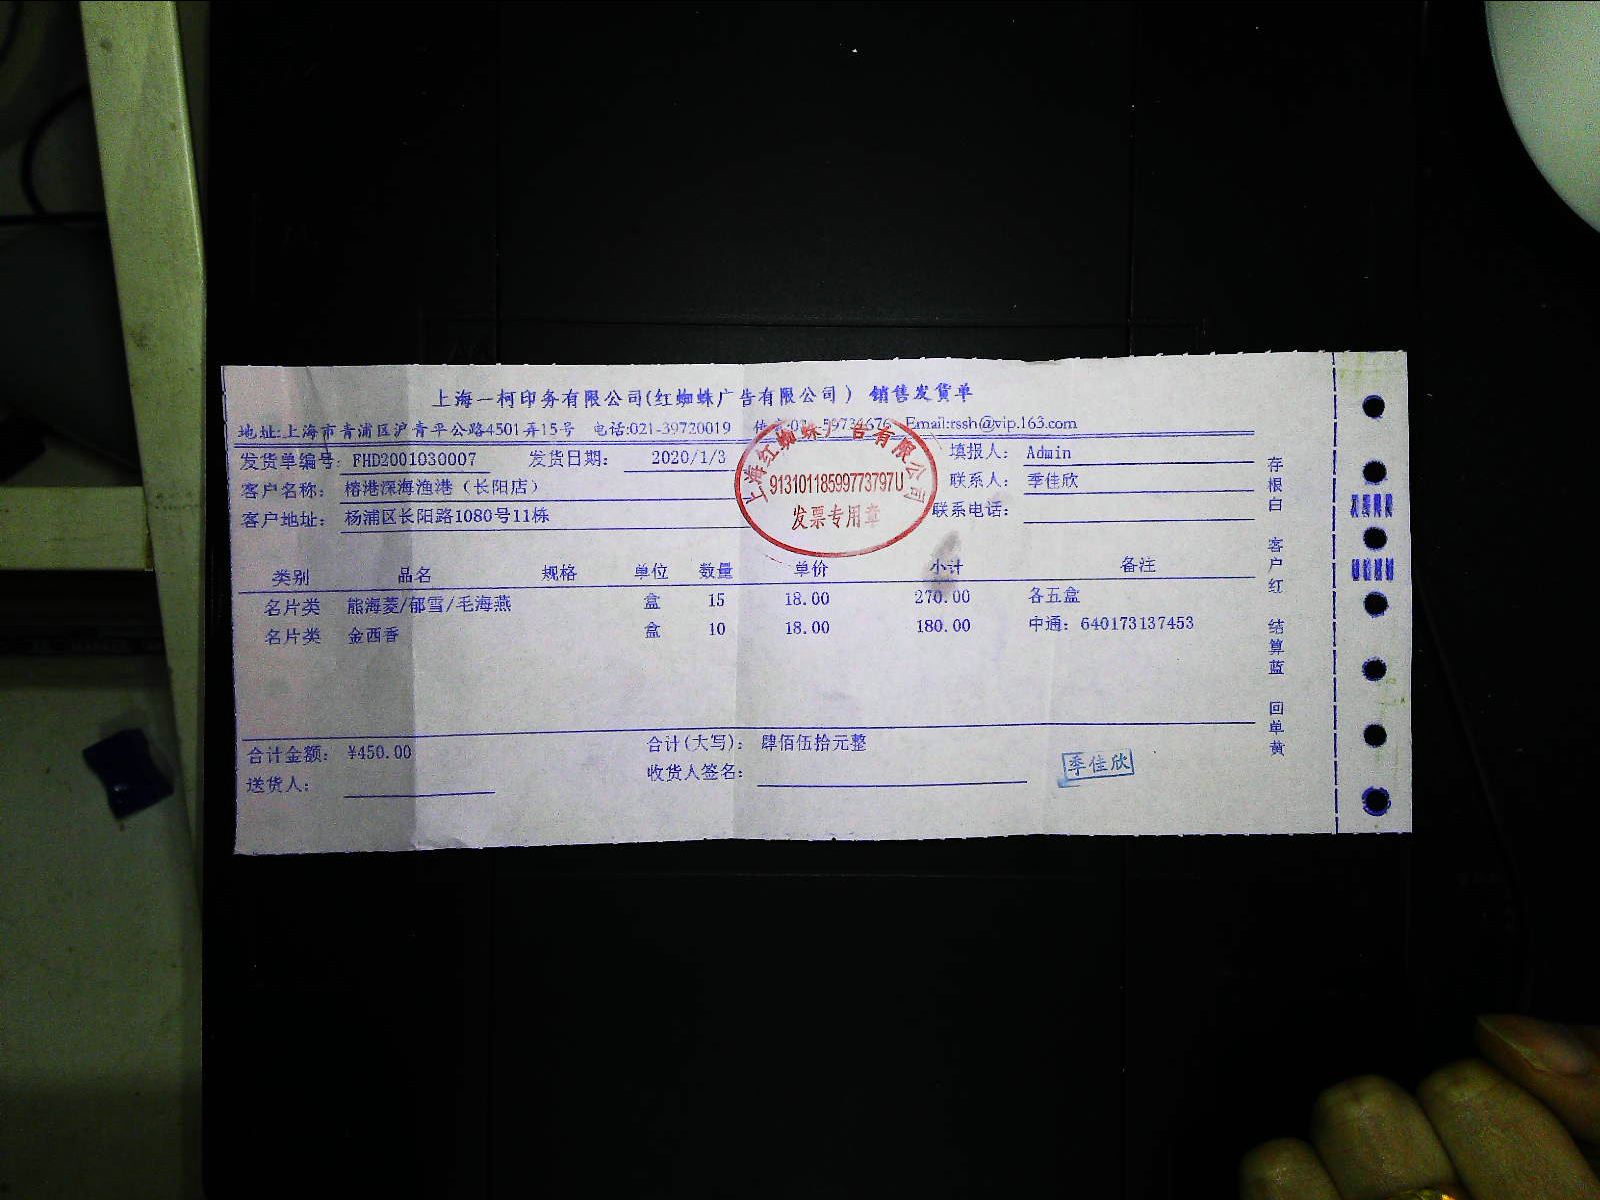 上海一柯印务有限公司(红蜘蛛广告有限公司) 销售发货单
地址:上海市青浦区沪青平公路4501弄15号 电话:021-39720019 59734676 Email:rssh@vip.163.com
发货单编号: FHD2001030007 发货日期: 2020/1/3 填报人: Admin
客户名称: 榕港深海渔港（长阳店） 联系人: 季佳欣
客户地址: 杨浦区长阳路1080号11栋 联系电话:
上海红蜘蛛广告有限公司
91310118599773797U
发票专用章
类别 品名 规格 单位 数量 单价 小计 备注
名片类 熊海菱/郁雪/毛海燕 盒 15 18.00 270.00 各五盒
名片类 金西香 盒 10 18.00 180.00 中通: 640173137453
合计金额: ¥450.00 合计(大写): 肆佰伍拾元整
送货人: 收货人签名: 季佳欣
存根白 客户红 结算蓝 回单黄